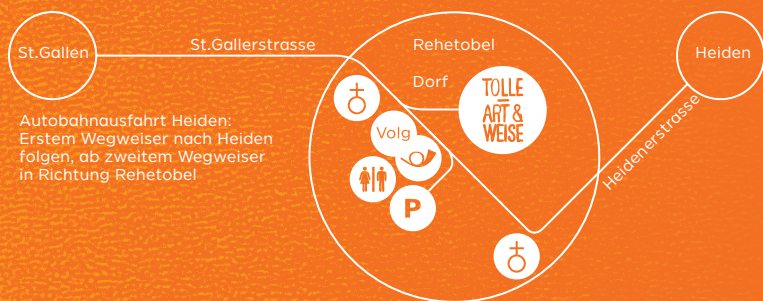 St.Gallen
St.Gallerstrasse
Rehetobel
Dorf
Heiden
TOLLE
ART &
WEISE
Volg
P
Heidenerstrasse
Autobahnausfahrt Heiden:
Erstem Wegweiser nach Heiden
folgen, ab zweitem Wegweiser
in Richtung Rehetobel